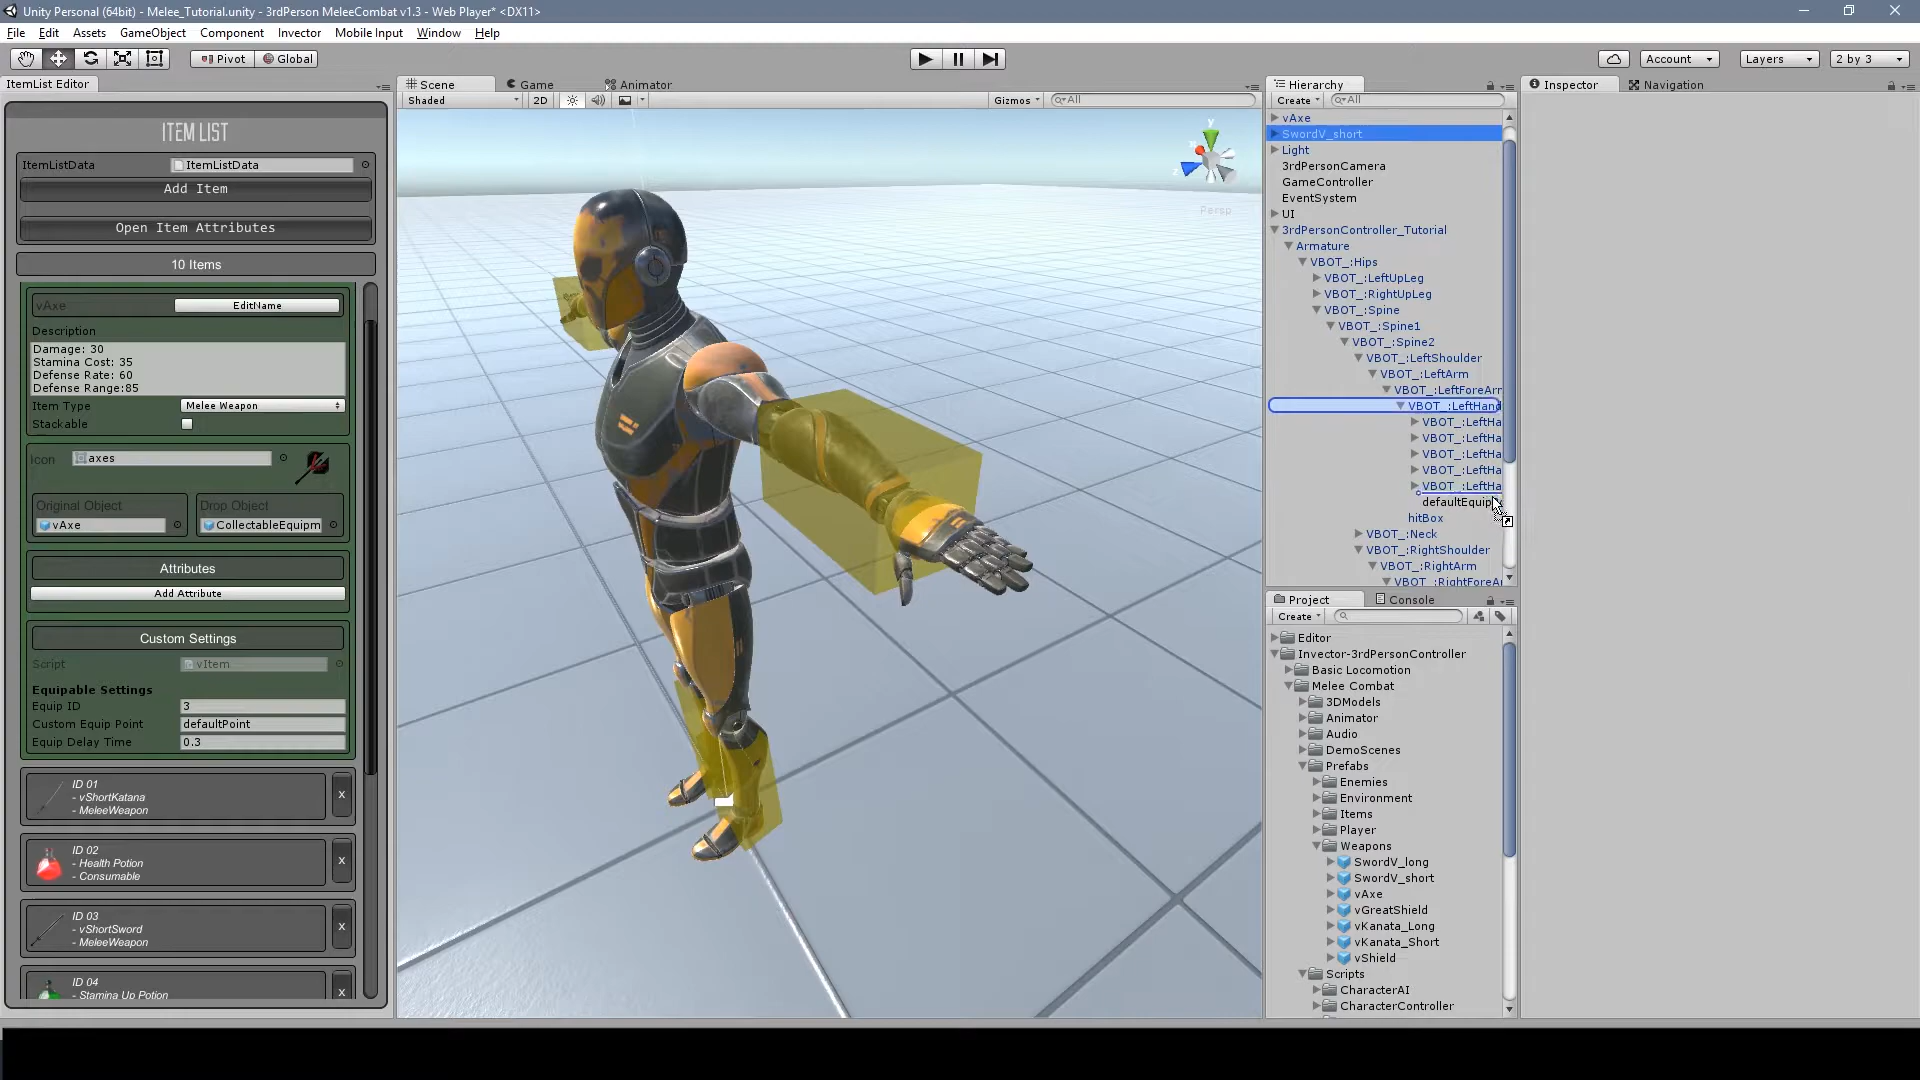 Unity Personal (64bit) - Melee_Tutorial.unity - 3rdPerson MeleeCombat v1.3 - Web Player* <DX11>
File Edit Assets GameObject Component Invector Mobile Input Window Help
Pivot Global Account Layers 2 by 3
ItemList Editor
ITEM LIST
ItemListData ItemListData
Add Item
Open Item Attributes
10 Items
vAxe EditName
Description
Damage: 30
Stamina Cost: 35
Defense Rate: 60
Defense Range:85
Item Type Melee Weapon
Stackable
Icon axes
Original Object Drop Object
vAxe CollectableEquipm
Attributes
Add Attribute
Custom Settings
Script vItem
Equipable Settings
Equip ID 3
Custom Equip Point defaultPoint
Equip Delay Time 0.3
ID 01
- vShortKatana
- MeleeWeapon
x
ID 02
- Health Potion
- Consumable
x
ID 03
- vShortSword
- MeleeWeapon
x
ID 04
- Stamina Up Potion
x
Scene Game Animator
Shaded 2D Gizmos All
y
z
Persp
Hierarchy
Create All
vAxe
SwordV_short
Light
3rdPersonCamera
GameController
EventSystem
UI
3rdPersonController_Tutorial
Armature
VBOT_:Hips
VBOT_:LeftUpLeg
VBOT_:RightUpLeg
VBOT_:Spine
VBOT_:Spine1
VBOT_:Spine2
VBOT_:LeftShoulder
VBOT_:LeftArm
VBOT_:LeftForeArm
VBOT_:LeftHand
VBOT_:LeftHa
VBOT_:LeftHa
VBOT_:LeftHa
VBOT_:LeftHa
VBOT_:LeftHa
defaultEquip
hitBox
VBOT_:Neck
VBOT_:RightShoulder
VBOT_:RightArm
VBOT_:RightForeAr
Project Console
Create
Editor
Invector-3rdPersonController
Basic Locomotion
Melee Combat
3DModels
Animator
Audio
DemoScenes
Prefabs
Enemies
Environment
Items
Player
Weapons
SwordV_long
SwordV_short
vAxe
vGreatShield
vKanata_Long
vKanata_Short
vShield
Scripts
CharacterAI
CharacterController
Inspector Navigation